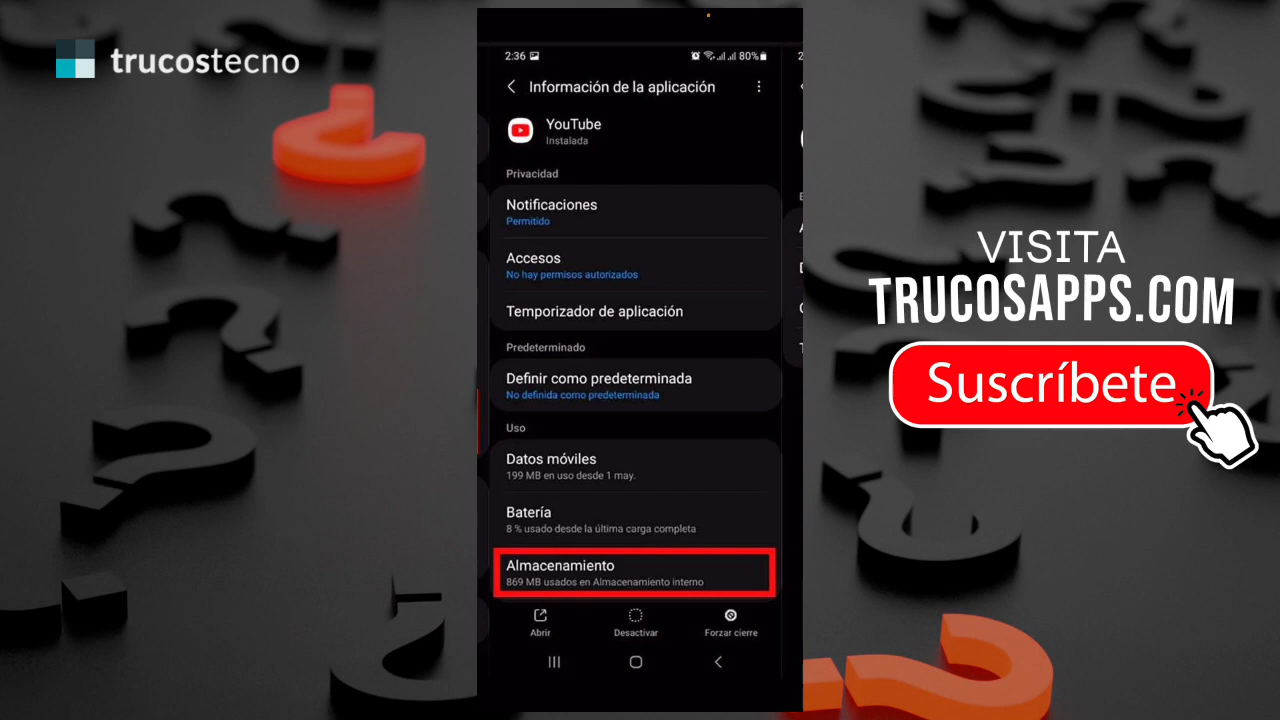 trucostecno
2:36
80%
Información de la aplicación
YouTube
Instalada
Privacidad
Notificaciones
Permitido
Accesos
No hay permisos autorizados
Temporizador de aplicación
Predeterminado
Definir como predeterminada
No definida como predeterminada
Uso
Datos móviles
199 MB en uso desde 1 may.
Batería
8 % usado desde la última carga completa
Almacenamiento
869 MB usados en Almacenamiento interno
Abrir
Desactivar
Forzar cierre
VISITA
TRUCOSAPPS.COM
Suscríbete